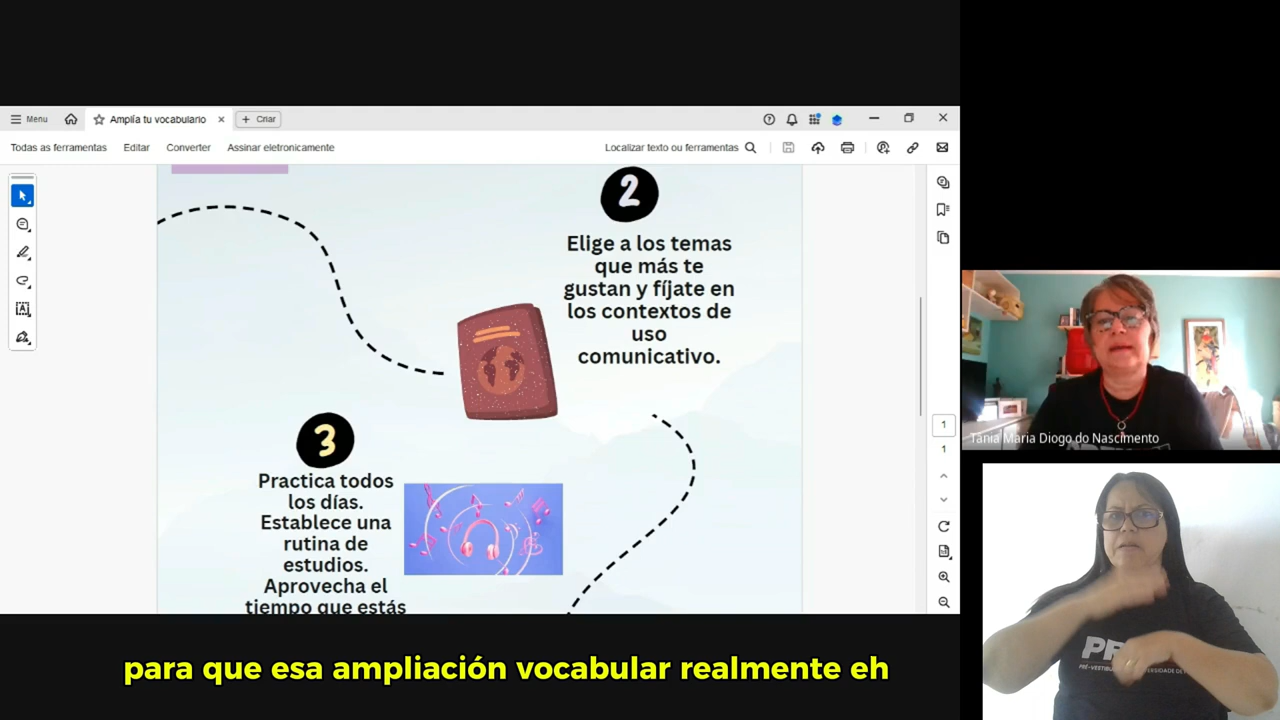 Menu
Amplía tu vocabulario
Criar
Todas as ferramentas
Editar
Converter
Assinar eletronicamente
Localizar texto ou ferramentas
2
Elige a los temas
que más te
gustan y fíjate en
los contextos de
uso
comunicativo.
3
Practica todos
los días.
Establece una
rutina de
estudios.
Aprovecha el
tiempo que estás
1
1
Tânia Maria Diogo do Nascimento
para que esa ampliación vocabular realmente eh